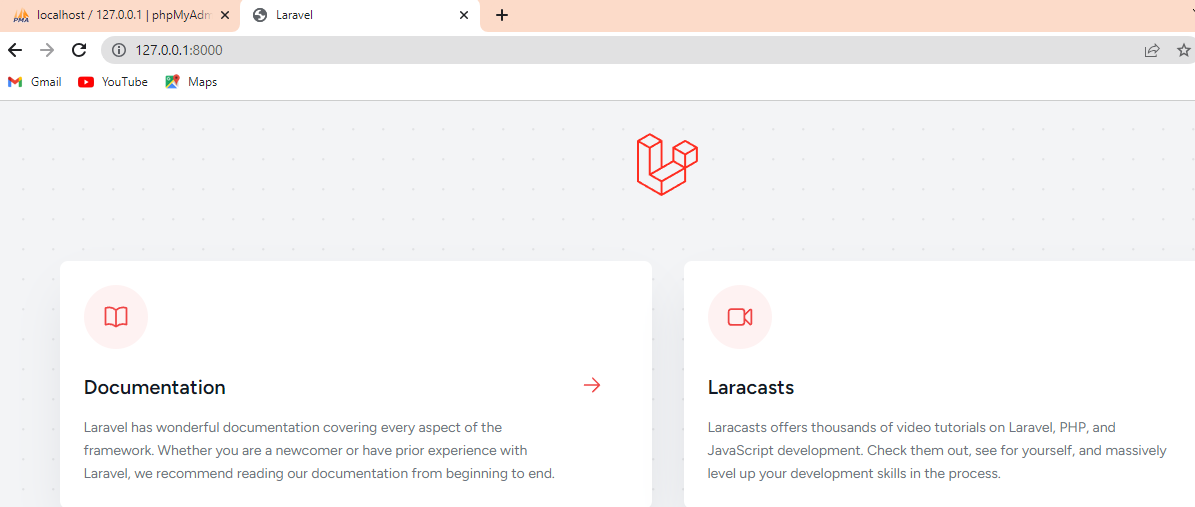 PMA localhost / 127.0.0.1 | phpMyAdm
Laravel
127.0.0.1:8000
Gmail YouTube Maps
Documentation
Laravel has wonderful documentation covering every aspect of the
framework. Whether you are a newcomer or have prior experience with
Laravel, we recommend reading our documentation from beginning to end.
Laracasts
Laracasts offers thousands of video tutorials on Laravel, PHP, and
JavaScript development. Check them out, see for yourself, and massively
level up your development skills in the process.